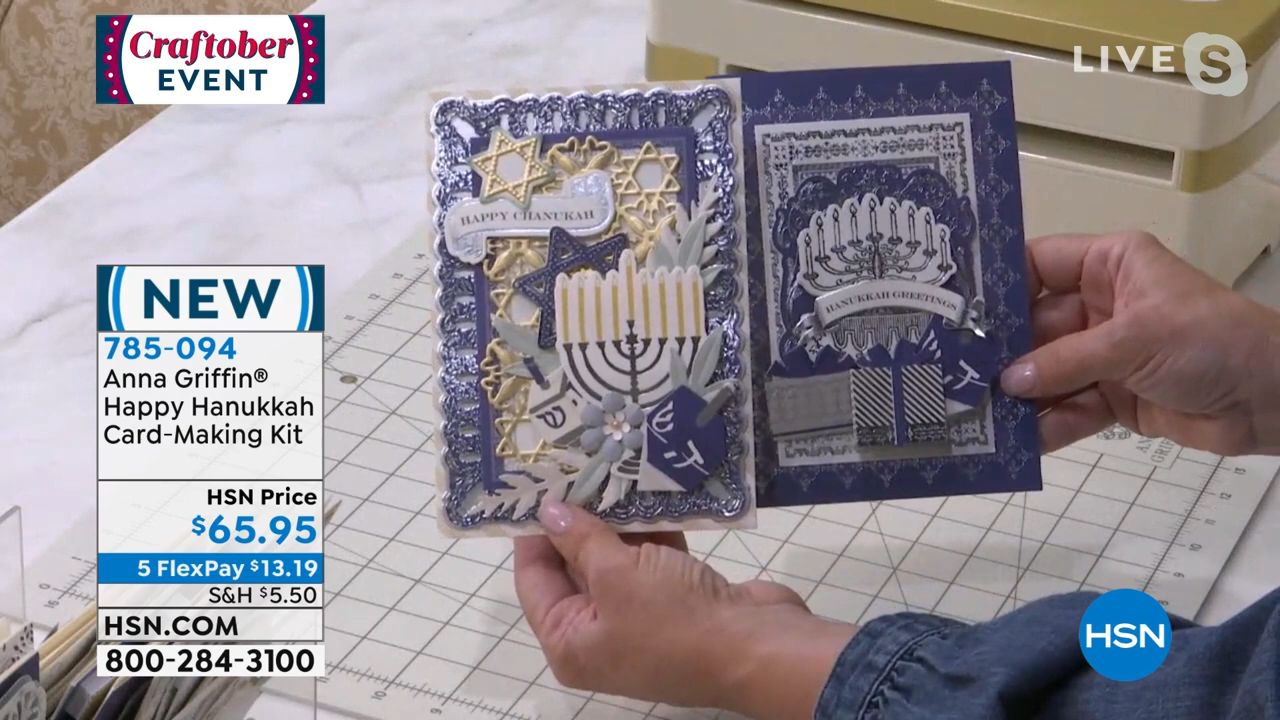 Craftober
EVENT
LIVE S
NEW
785-094
Anna Griffin®
Happy Hanukkah
Card-Making Kit
HSN Price
$65.95
5 FlexPay $13.19
S&H $5.50
HSN.COM
800-284-3100
HAPPY CHANUKAH
HANUKKAH GREETINGS
HSN